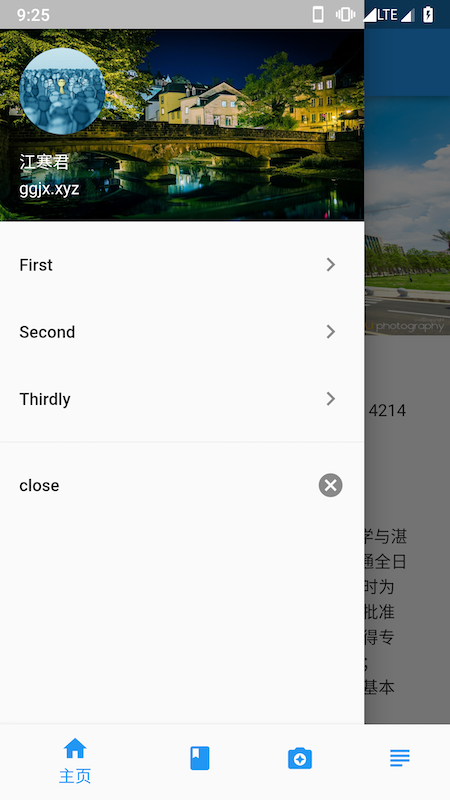 9:25
LTE
江寒君
ggjx.xyz
photography
First
Second
Thirdly
4214
close
学与湛
通全日
时为
批准
得专
;
基本
主页